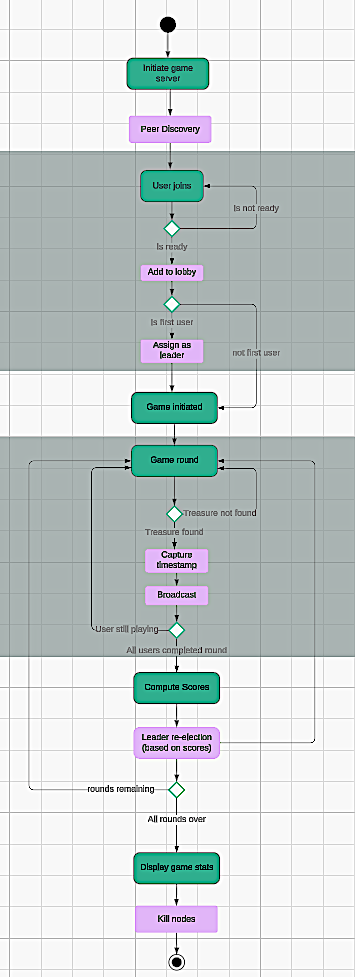 Initiate game
server
Peer Discovery
User joins
Is not ready
Is ready
Add to lobby
Is first user
Assign as
leader
not first user
Game initiated
Game round
Treasure not found
Treasure found
Capture
timestamp
Broadcast
User still playing
All users completed round
Compute Scores
Leader re-election
(based on scores)
rounds remaining
All rounds over
Display game stats
Kill nodes